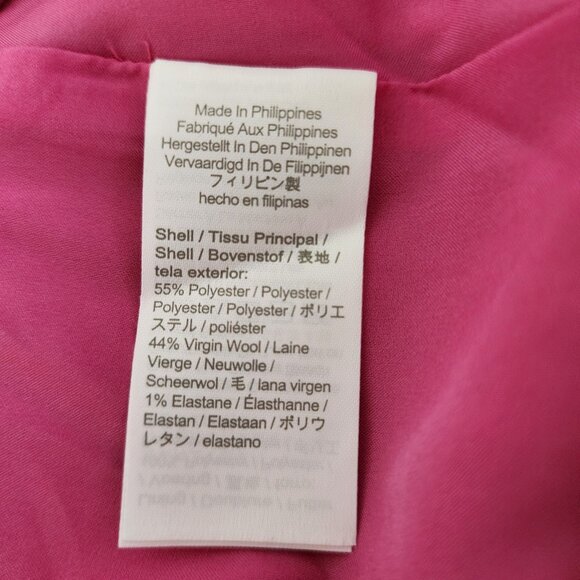 Made In Philippines
Fabriqué Aux Philippines
Hergestellt In Den Philippinen
Vervaardigd In De Filippijnen
フィリピン製
hecho en filipinas
Shell / Tissu Principal /
Shell / Bovenstof / 表地 /
tela exterior:
55% Polyester / Polyester /
Polyester / Polyester / ポリエ
ステル / poliéster
44% Virgin Wool / Laine
Vierge / Neuwolle /
Scheerwol / 毛 / lana virgen
1% Elastane / Élasthanne /
Elastan / Elastaan / ポリウ
レタン / elastano